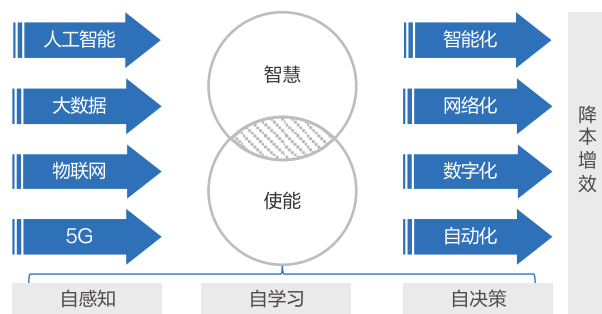 人工智能
大数据
物联网
5G
智慧
使能
智能化
网络化
数字化
自动化
降本增效
自感知
自学习
自决策